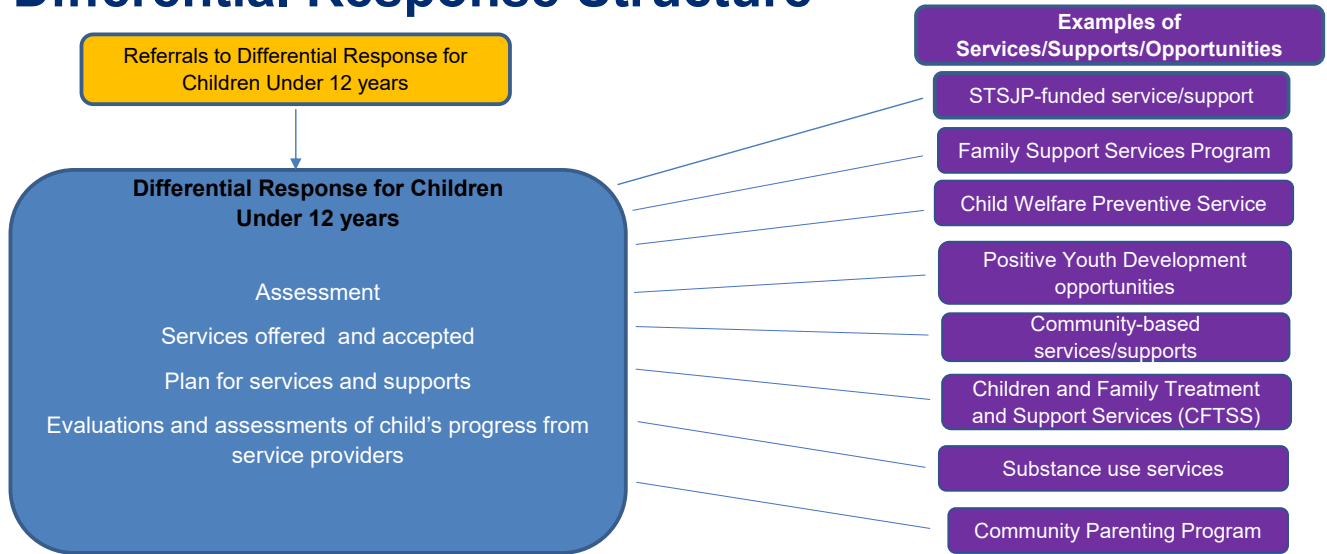 Differential Response Structure
Referrals to Differential Response for
Children Under 12 years
Differential Response for Children
Under 12 years
Assessment
Services offered and accepted
Plan for services and supports
Evaluations and assessments of child's progress from
service providers
Examples of
Services/Supports/Opportunities
STSJP-funded service/support
Family Support Services Program
Child Welfare Preventive Service
Positive Youth Development
opportunities
Community-based
services/supports
Children and Family Treatment
and Support Services (CFTSS)
Substance use services
Community Parenting Program